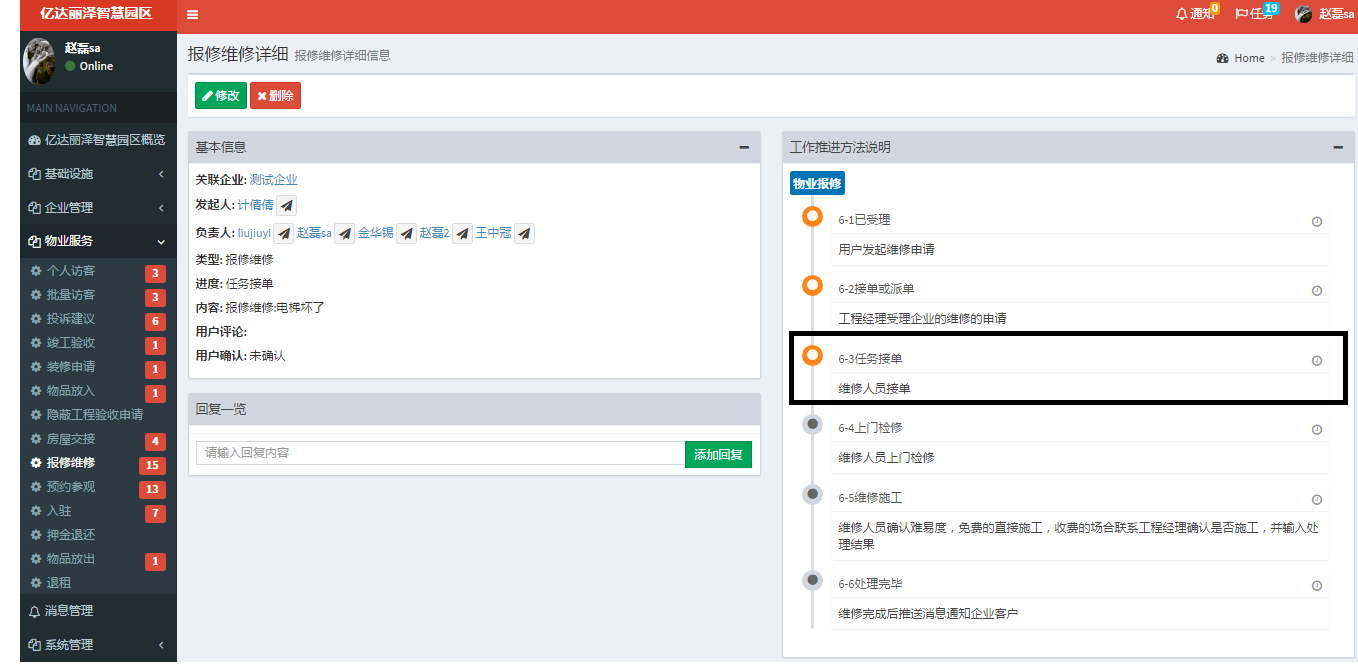 亿达丽泽智慧园区
通知 0
任务 19
赵磊sa
赵磊sa
Online
MAIN NAVIGATION
亿达丽泽智慧园区概览
基础设施
企业管理
物业服务
个人访客 3
批量访客 3
投诉建议 6
竣工验收 1
装修申请 1
物品放入 1
隐蔽工程验收申请
房屋交接 4
报修维修 15
预约参观 13
入驻 7
押金退还
物品放出 1
退租
消息管理
系统管理
报修维修详细 报修维修详细信息
Home > 报修维修详细
修改 删除
基本信息
关联企业: 测试企业
发起人: 计倩倩
负责人: liujiuyi 赵磊sa 金华锡 赵磊2 王中冠
类型: 报修维修
进度: 任务接单
内容: 报修维修:电梯坏了
用户评论:
用户确认: 未确认
回复一览
请输入回复内容 添加回复
工作推进方法说明
物业报修
6-1已受理
用户发起维修申请
6-2接单或派单
工程经理受理企业的维修的申请
6-3任务接单
维修人员接单
6-4上门检修
维修人员上门检修
6-5维修施工
维修人员确认难易度，免费的直接施工，收费的场合联系工程经理确认是否施工，并输入处
理结果
6-6处理完毕
维修完成后推送消息通知企业客户